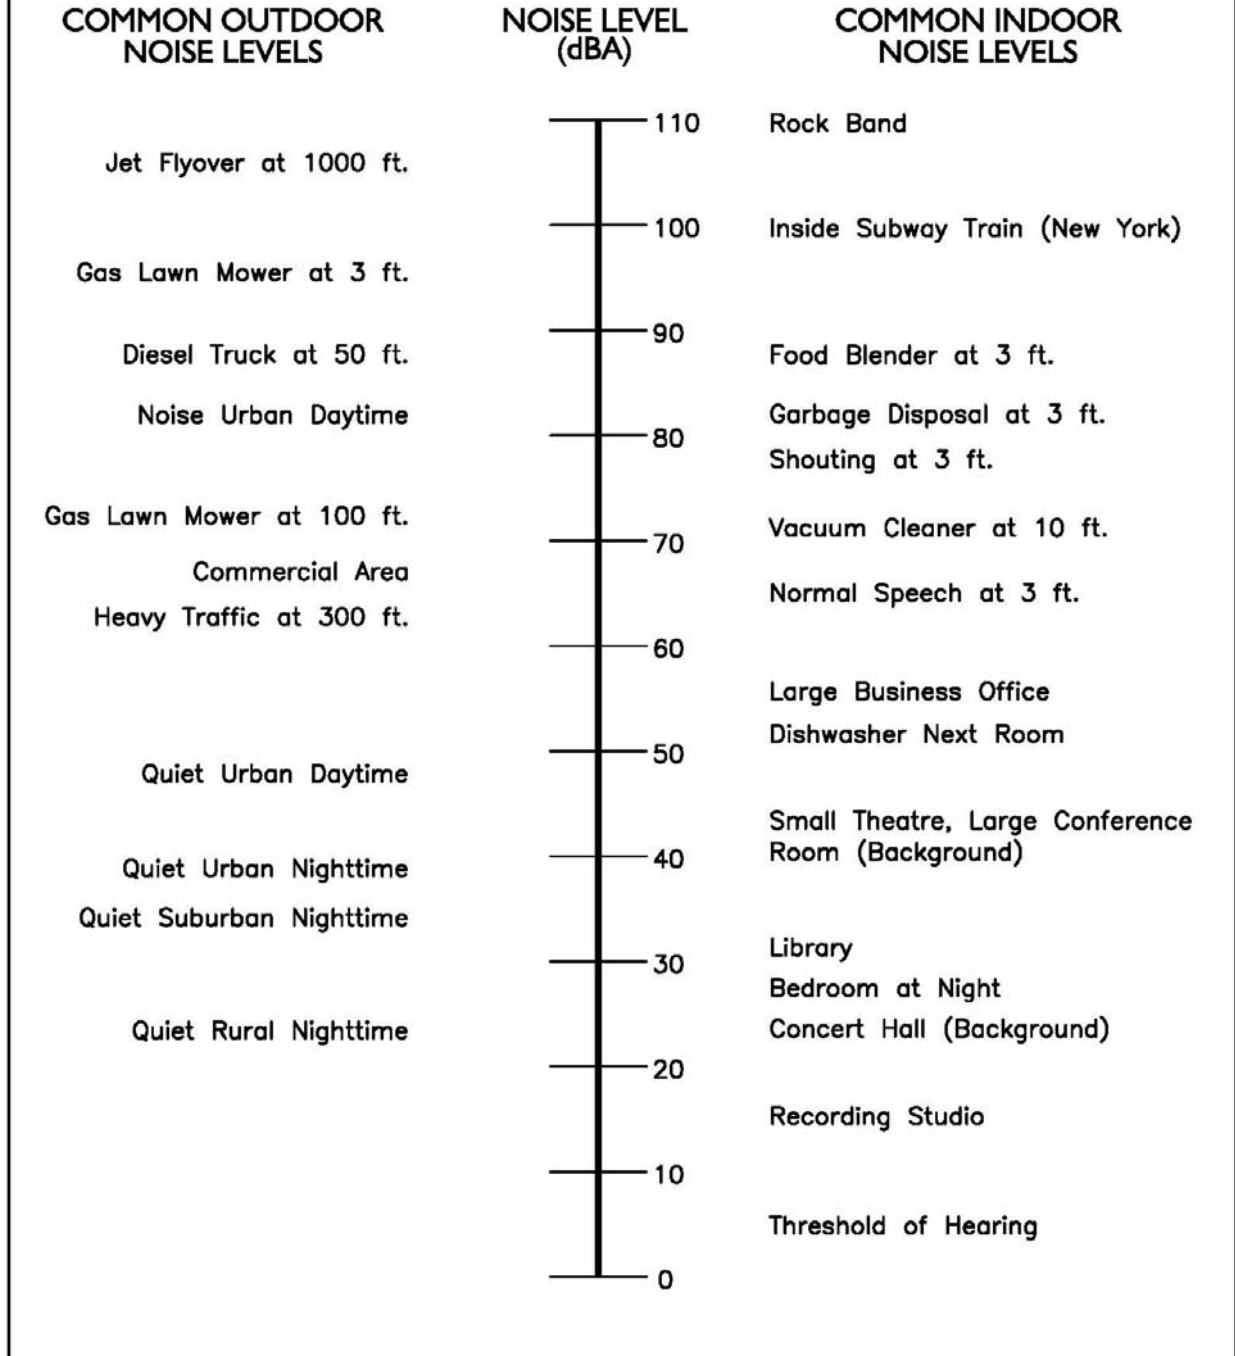 COMMON OUTDOOR
NOISE LEVELS
NOISE LEVEL
(dBA)
COMMON INDOOR
NOISE LEVELS
110
Rock Band
Jet Flyover at 1000 ft.
100
Inside Subway Train (New York)
Gas Lawn Mower at 3 ft.
90
Diesel Truck at 50 ft.
Food Blender at 3 ft.
Noise Urban Daytime
Garbage Disposal at 3 ft.
80
Shouting at 3 ft.
Gas Lawn Mower at 100 ft.
Vacuum Cleaner at 10 ft.
70
Commercial Area
Normal Speech at 3 ft.
Heavy Traffic at 300 ft.
60
Large Business Office
Dishwasher Next Room
50
Quiet Urban Daytime
Small Theatre, Large Conference
Room (Background)
40
Quiet Urban Nighttime
Quiet Suburban Nighttime
Library
30
Bedroom at Night
Quiet Rural Nighttime
Concert Hall (Background)
20
Recording Studio
10
Threshold of Hearing
0